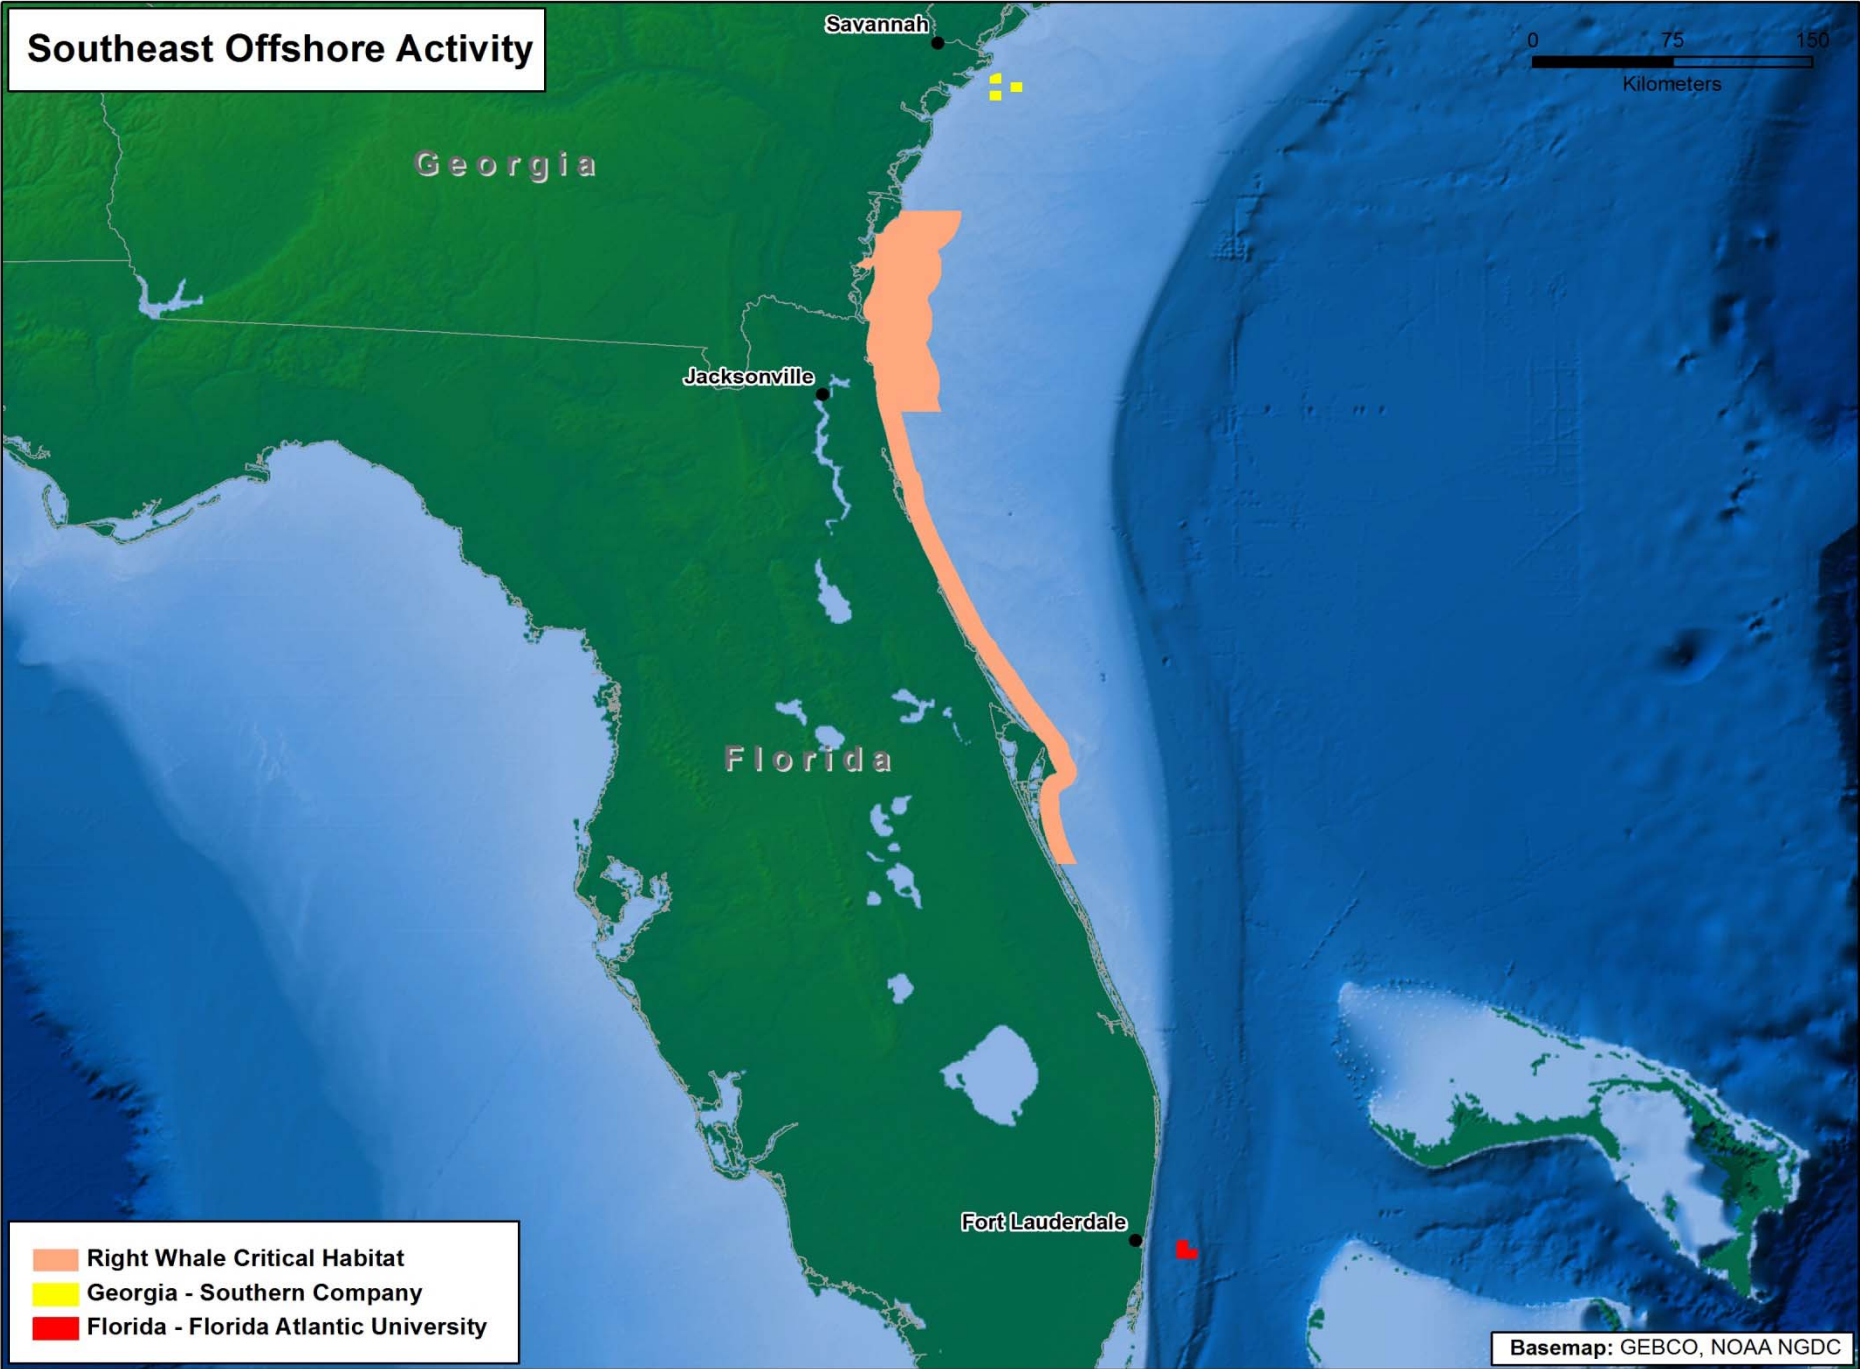 Southeast Offshore Activity
Savannah
0 75 150
Kilometers
Georgia
Jacksonville
Florida
Fort Lauderdale
Right Whale Critical Habitat
Georgia - Southern Company
Florida - Florida Atlantic University
Basemap: GEBCO, NOAA NGDC